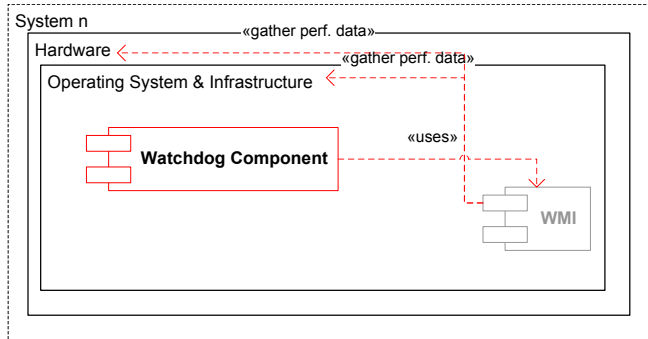 System n
«gather perf. data»
Hardware
«gather perf. data»
Operating System & Infrastructure
«uses»
Watchdog Component
WMI